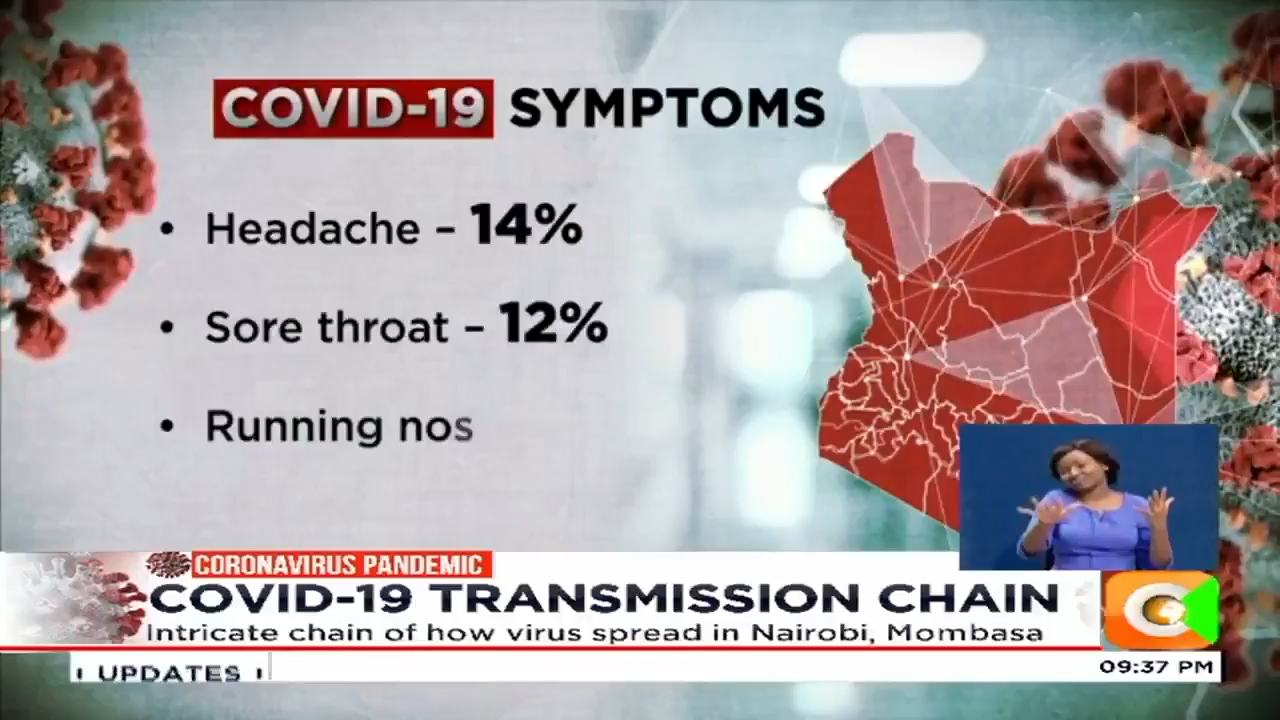 COVID-19 SYMPTOMS
• Headache – 14%
• Sore throat – 12%
• Running nos
CORONAVIRUS PANDEMIC
COVID-19 TRANSMISSION CHAIN
Intricate chain of how virus spread in Nairobi, Mombasa
UPDATES
09:37 PM